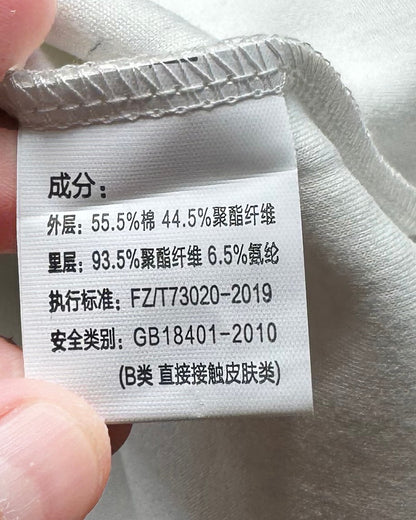 成分：
外层：55.5%棉 44.5%聚酯纤维
里层：93.5%聚酯纤维 6.5%氨纶
执行标准：FZ/T73020-2019
安全类别：GB18401-2010
(B类 直接接触皮肤类)